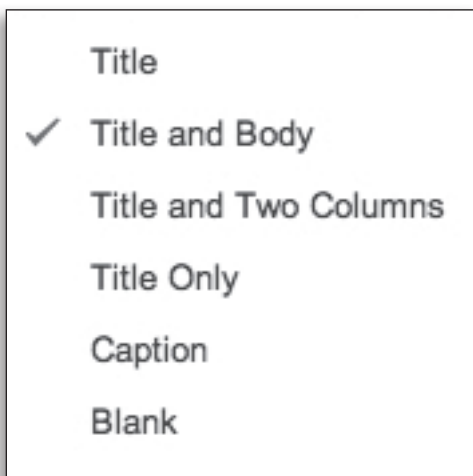 Title
Title and Body
Title and Two Columns
Title Only
Caption
Blank